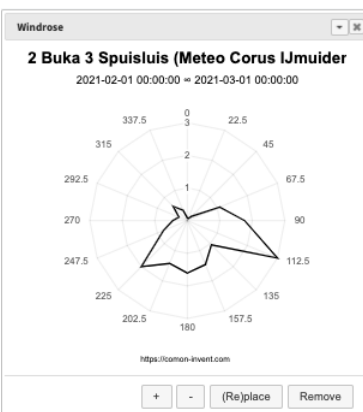 Windrose
2 Buka 3 Spuisluis (Meteo Corus IJmuider
2021-02-01 00:00:00 ∞ 2021-03-01 00:00:00
0
337.5 22.5
3
315 45
2
292.5 67.5
1
270 90
247.5 112.5
225 135
202.5 157.5
180
https://comon-invent.com
+ - (Re)place Remove